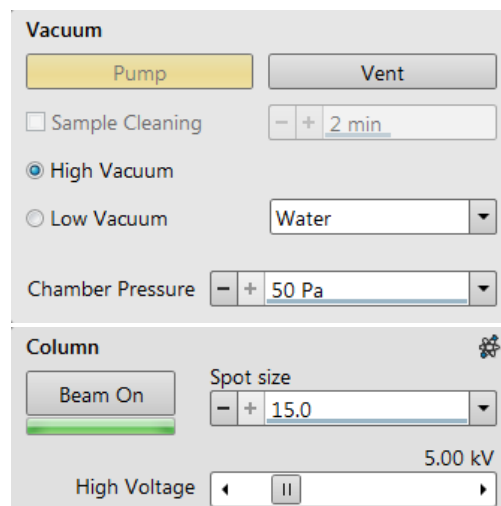 Vacuum
Pump Vent
Sample Cleaning - + 2 min
High Vacuum
Low Vacuum Water
Chamber Pressure - + 50 Pa
Column
Beam On
Spot size
- + 15.0
5.00 kV
High Voltage